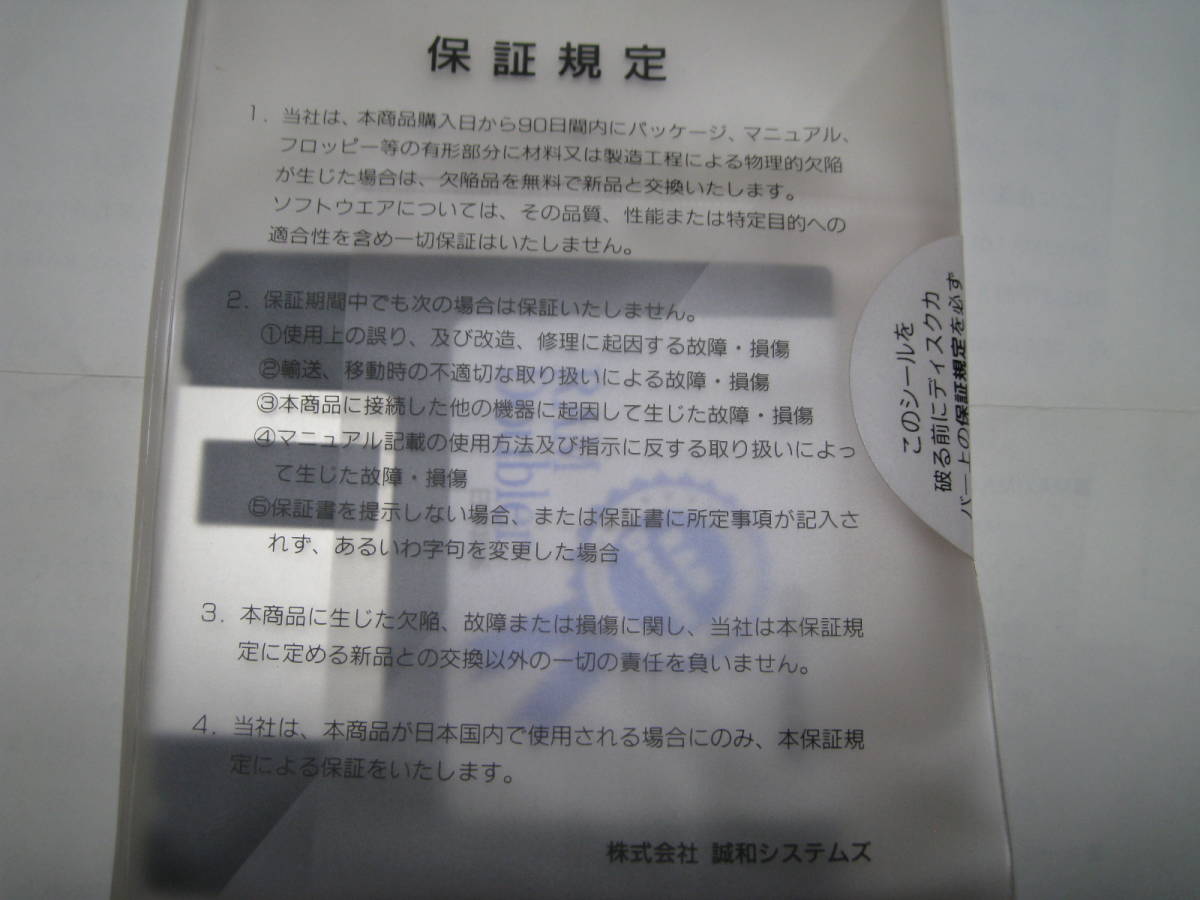 保証規定
1. 当社は、本商品購入日から90日間内にパッケージ、マニュアル、
フロッピー等の有形部分に材料又は製造工程による物理的欠陥
が生じた場合は、欠陥品を無料で新品と交換いたします。
ソフトウエアについては、その品質、性能または特定目的への
適合性を含め一切保証はいたしません。
2. 保証期間中でも次の場合は保証いたしません。
①使用上の誤り、及び改造、修理に起因する故障・損傷
②輸送、移動時の不適切な取り扱いによる故障・損傷
③本商品に接続した他の機器に起因して生じた故障・損傷
④マニュアル記載の使用方法及び指示に反する取り扱いによっ
て生じた故障・損傷
⑤保証書を提示しない場合、または保証書に所定事項が記入さ
れず、あるいわ字句を変更した場合
3. 本商品に生じた欠陥、故障または損傷に関し、当社は本保証規
定に定める新品との交換以外の一切の責任を負いません。
4. 当社は、本商品が日本国内で使用される場合にのみ、本保証規
定による保証をいたします。
株式会社 誠和システムズ
このシールを
破る前にディスクカ
バー上の保証規定を必ず